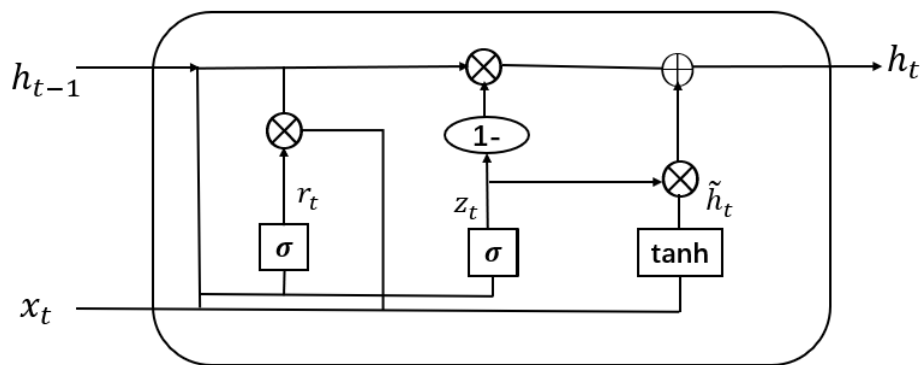 h_{t-1}
h_t
1-
r_t
z_t
h̃_t
σ
σ
tanh
x_t